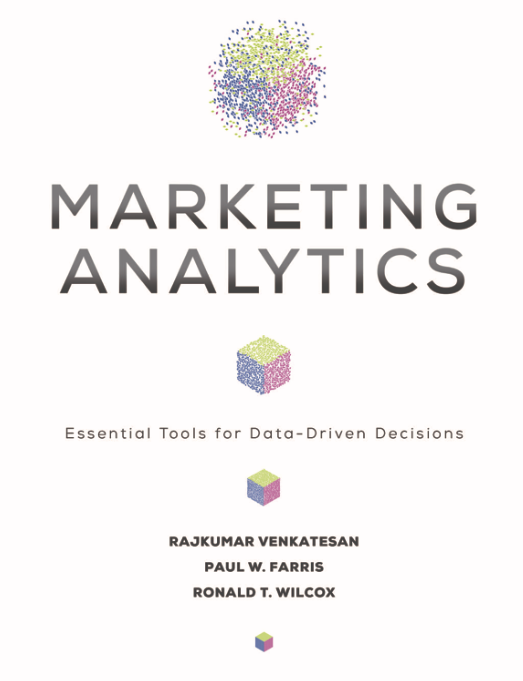 MARKETING
ANALYTICS
Essential Tools for Data-Driven Decisions
RAJKUMAR VENKATESAN
PAUL W. FARRIS
RONALD T. WILCOX